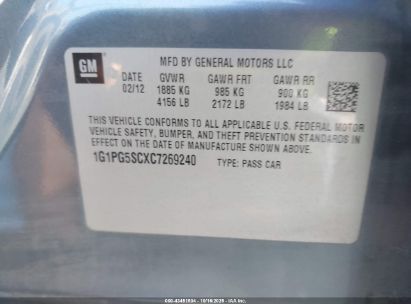 GM
MFD BY GENERAL MOTORS LLC
DATE GVWR GAWR FRT GAWR RR
02/12 1885 KG 985 KG 900 KG
4156 LB 2172 LB 1984 LB
THIS VEHICLE CONFORMS TO ALL APPLICABLE U.S. FEDERAL MOTOR
VEHICLE SAFETY, BUMPER, AND THEFT PREVENTION STANDARDS IN
EFFECT ON THE DATE OF MANUFACTURE SHOWN ABOVE.
1G1PG5SCXC7269240 TYPE: PASS CAR